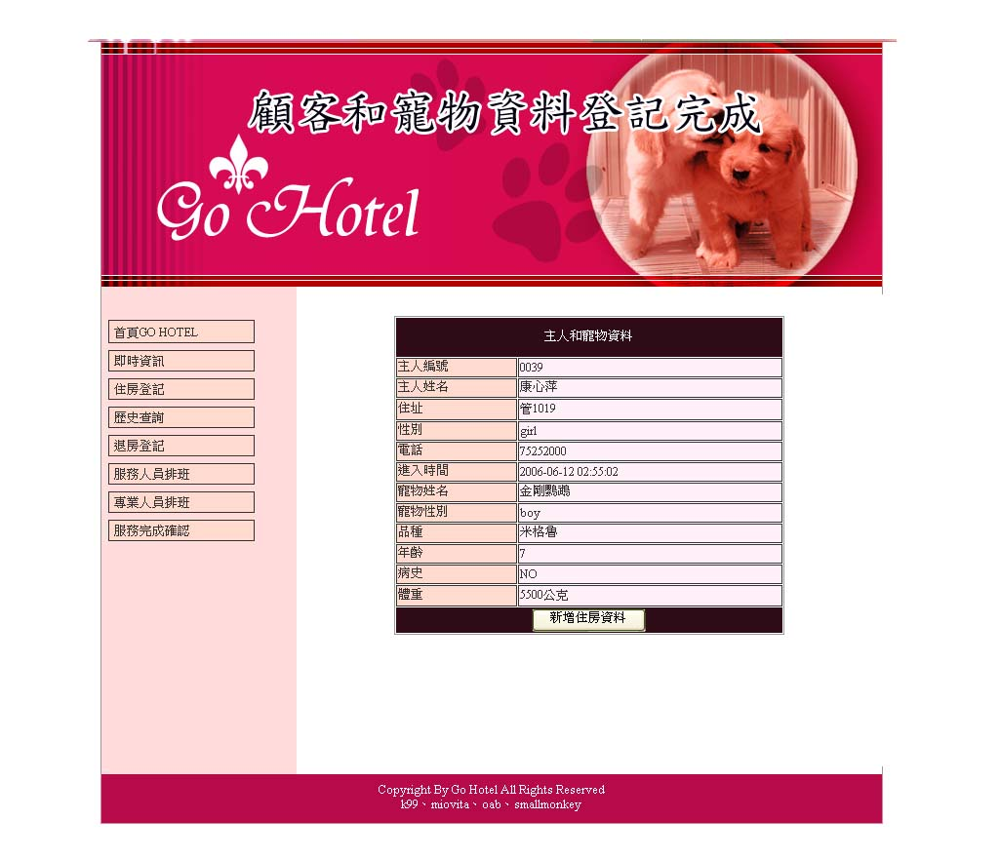 顧客和寵物資料登記完成
Go Hotel
首頁GO HOTEL
即時資訊
住房登記
歷史查詢
退房登記
服務人員排班
專業人員排班
服務完成確認
主人和寵物資料
主人編號 0039
主人姓名 康心萍
住址 管1019
性別 girl
電話 75252000
進入時間 2006-06-12 02:55:02
寵物姓名 金剛鸚鵡
寵物性別 boy
品種 米格魯
年齡 7
病史 NO
體重 5500公克
新增住房資料
Copyright By Go Hotel All Rights Reserved
k99、miovita、oab、smallmonkey